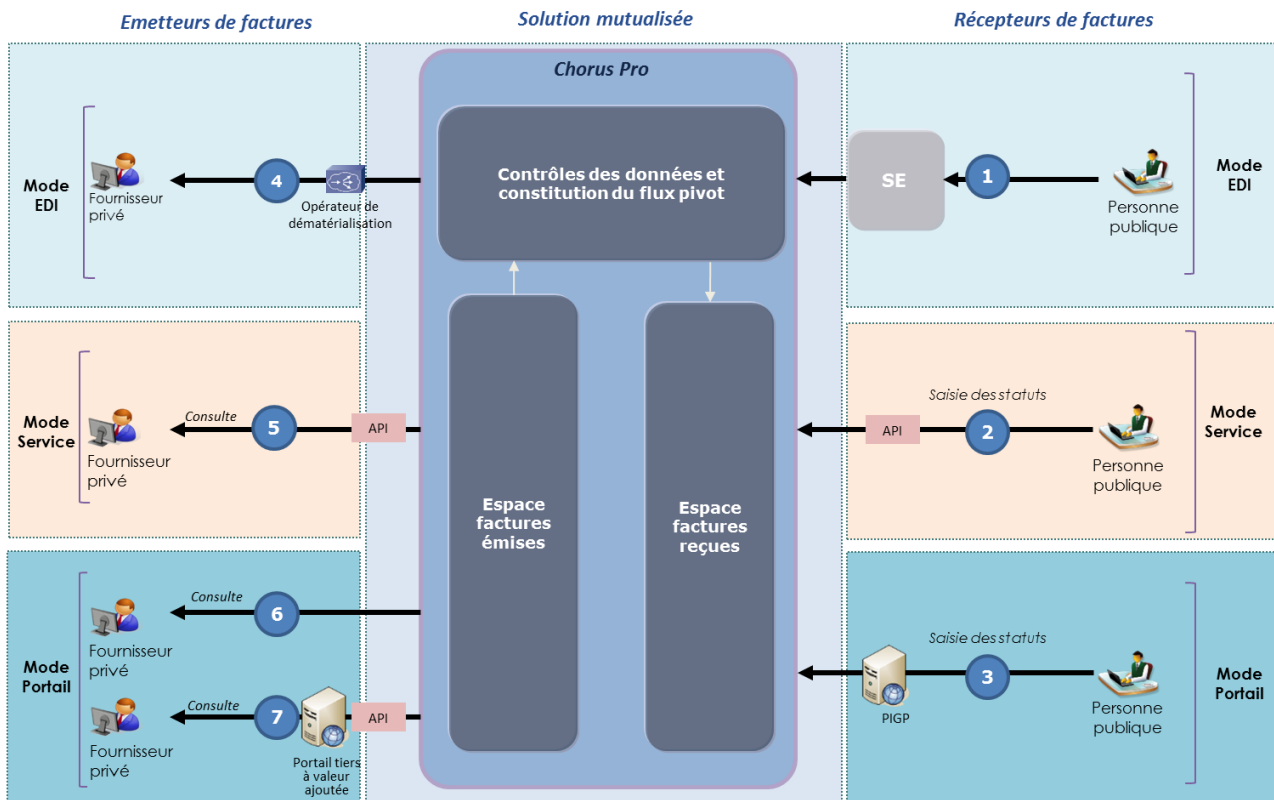 Emetteurs de factures
Solution mutualisée
Récepteurs de factures
Chorus Pro
Mode
EDI
Fournisseur
privé
4
Opérateur de
dématérialisation
Contrôles des données et
constitution du flux pivot
SE
1
Personne
publique
Mode
EDI
Mode
Service
Fournisseur
privé
Consulte
5
API
Espace
factures
émises
Espace
factures
reçues
API
Saisie des statuts
2
Personne
publique
Mode
Service
Mode
Portail
Consulte
6
Fournisseur
privé
Consulte
7
API
Fournisseur
privé
Portail tiers
à valeur
ajoutée
PIGP
Saisie des statuts
3
Personne
publique
Mode
Portail